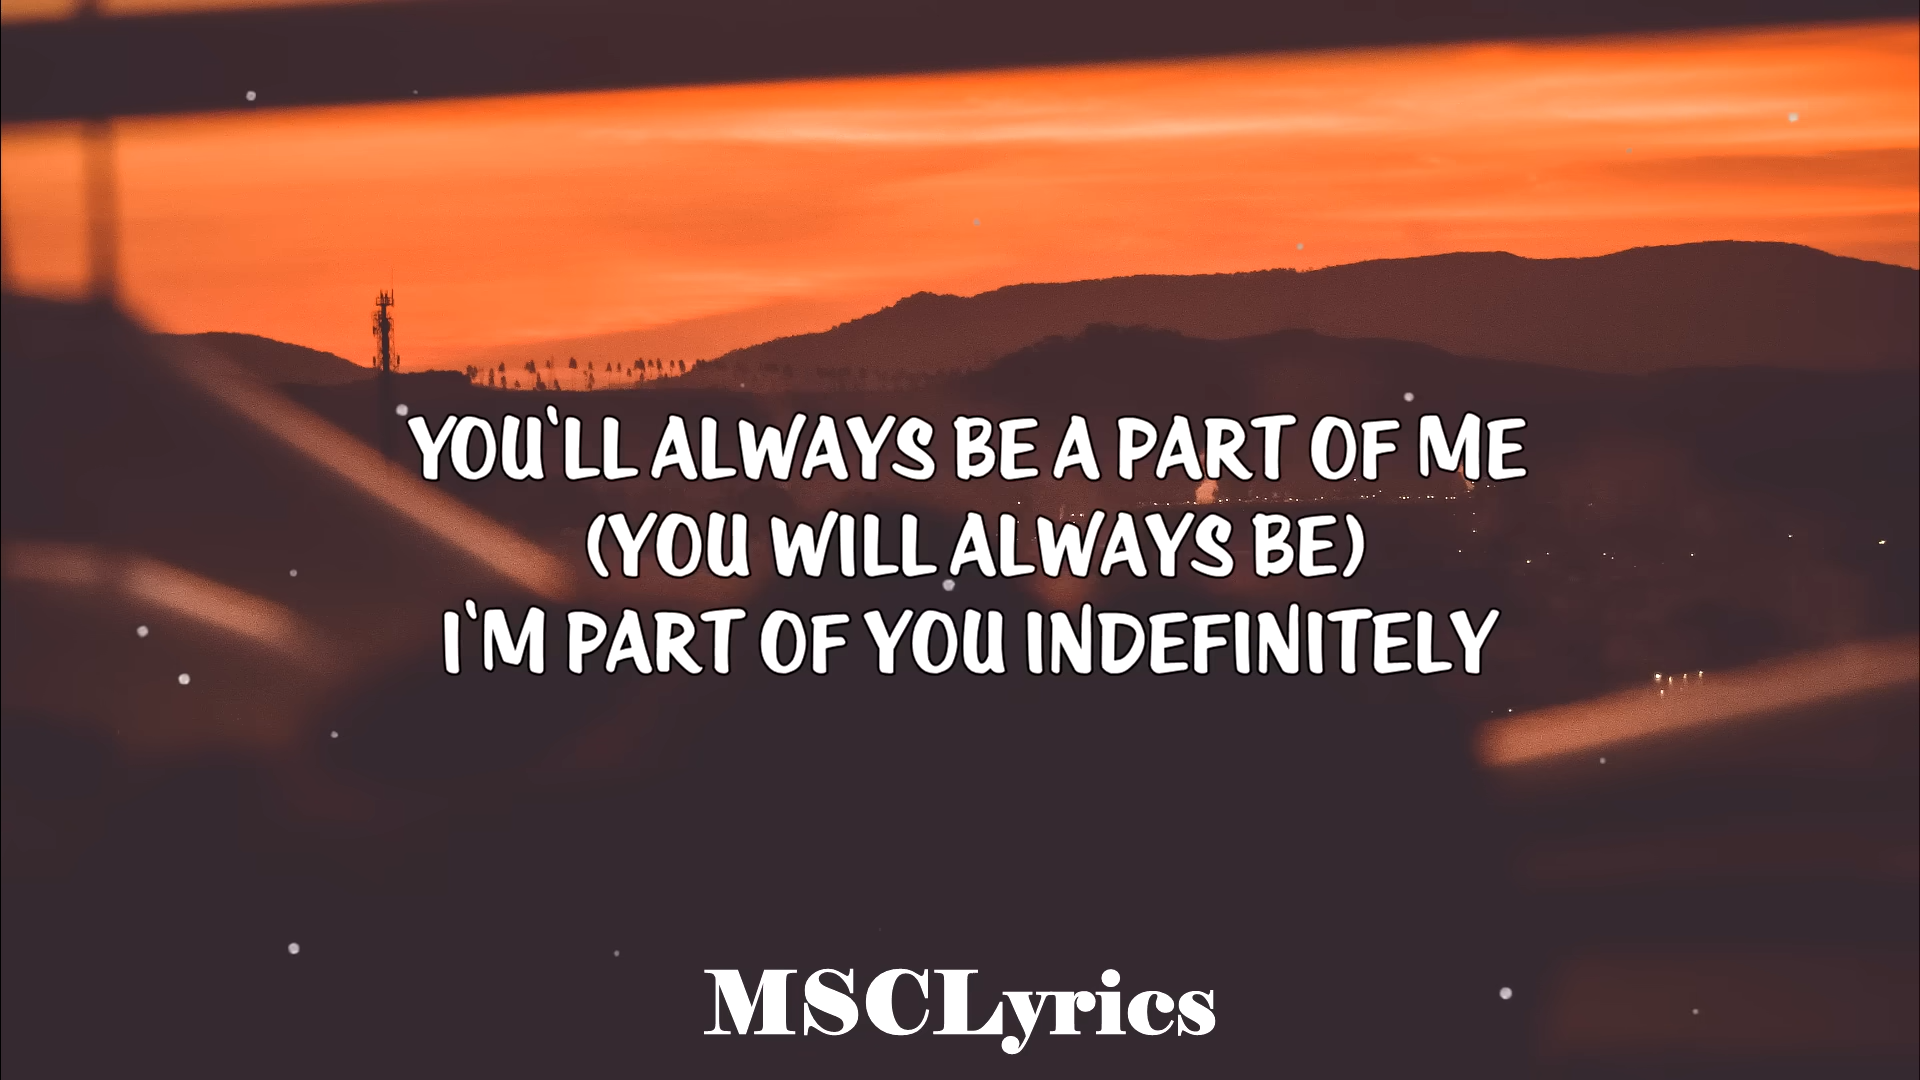 YOU'LL ALWAYS BE A PART OF ME
(YOU WILL ALWAYS BE)
I'M PART OF YOU INDEFINITELY
MSCLyrics